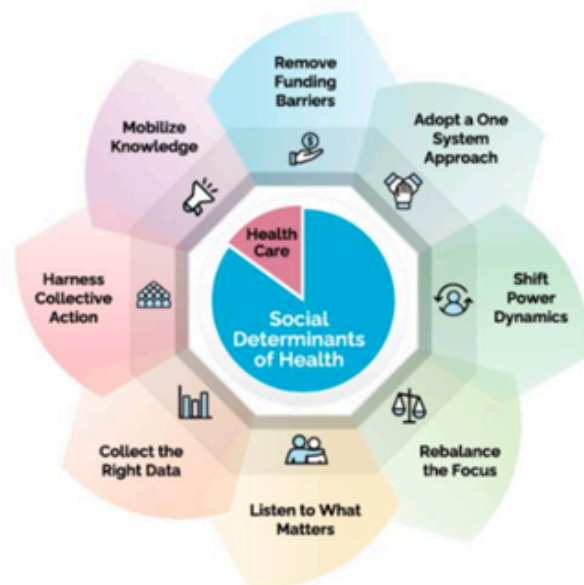 Remove
Funding
Barriers
Adopt a One
System
Approach
Shift
Power
Dynamics
Rebalance
the Focus
Listen to What
Matters
Collect the
Right Data
Harness
Collective
Action
Mobilize
Knowledge
Health
Care
Social
Determinants
of Health